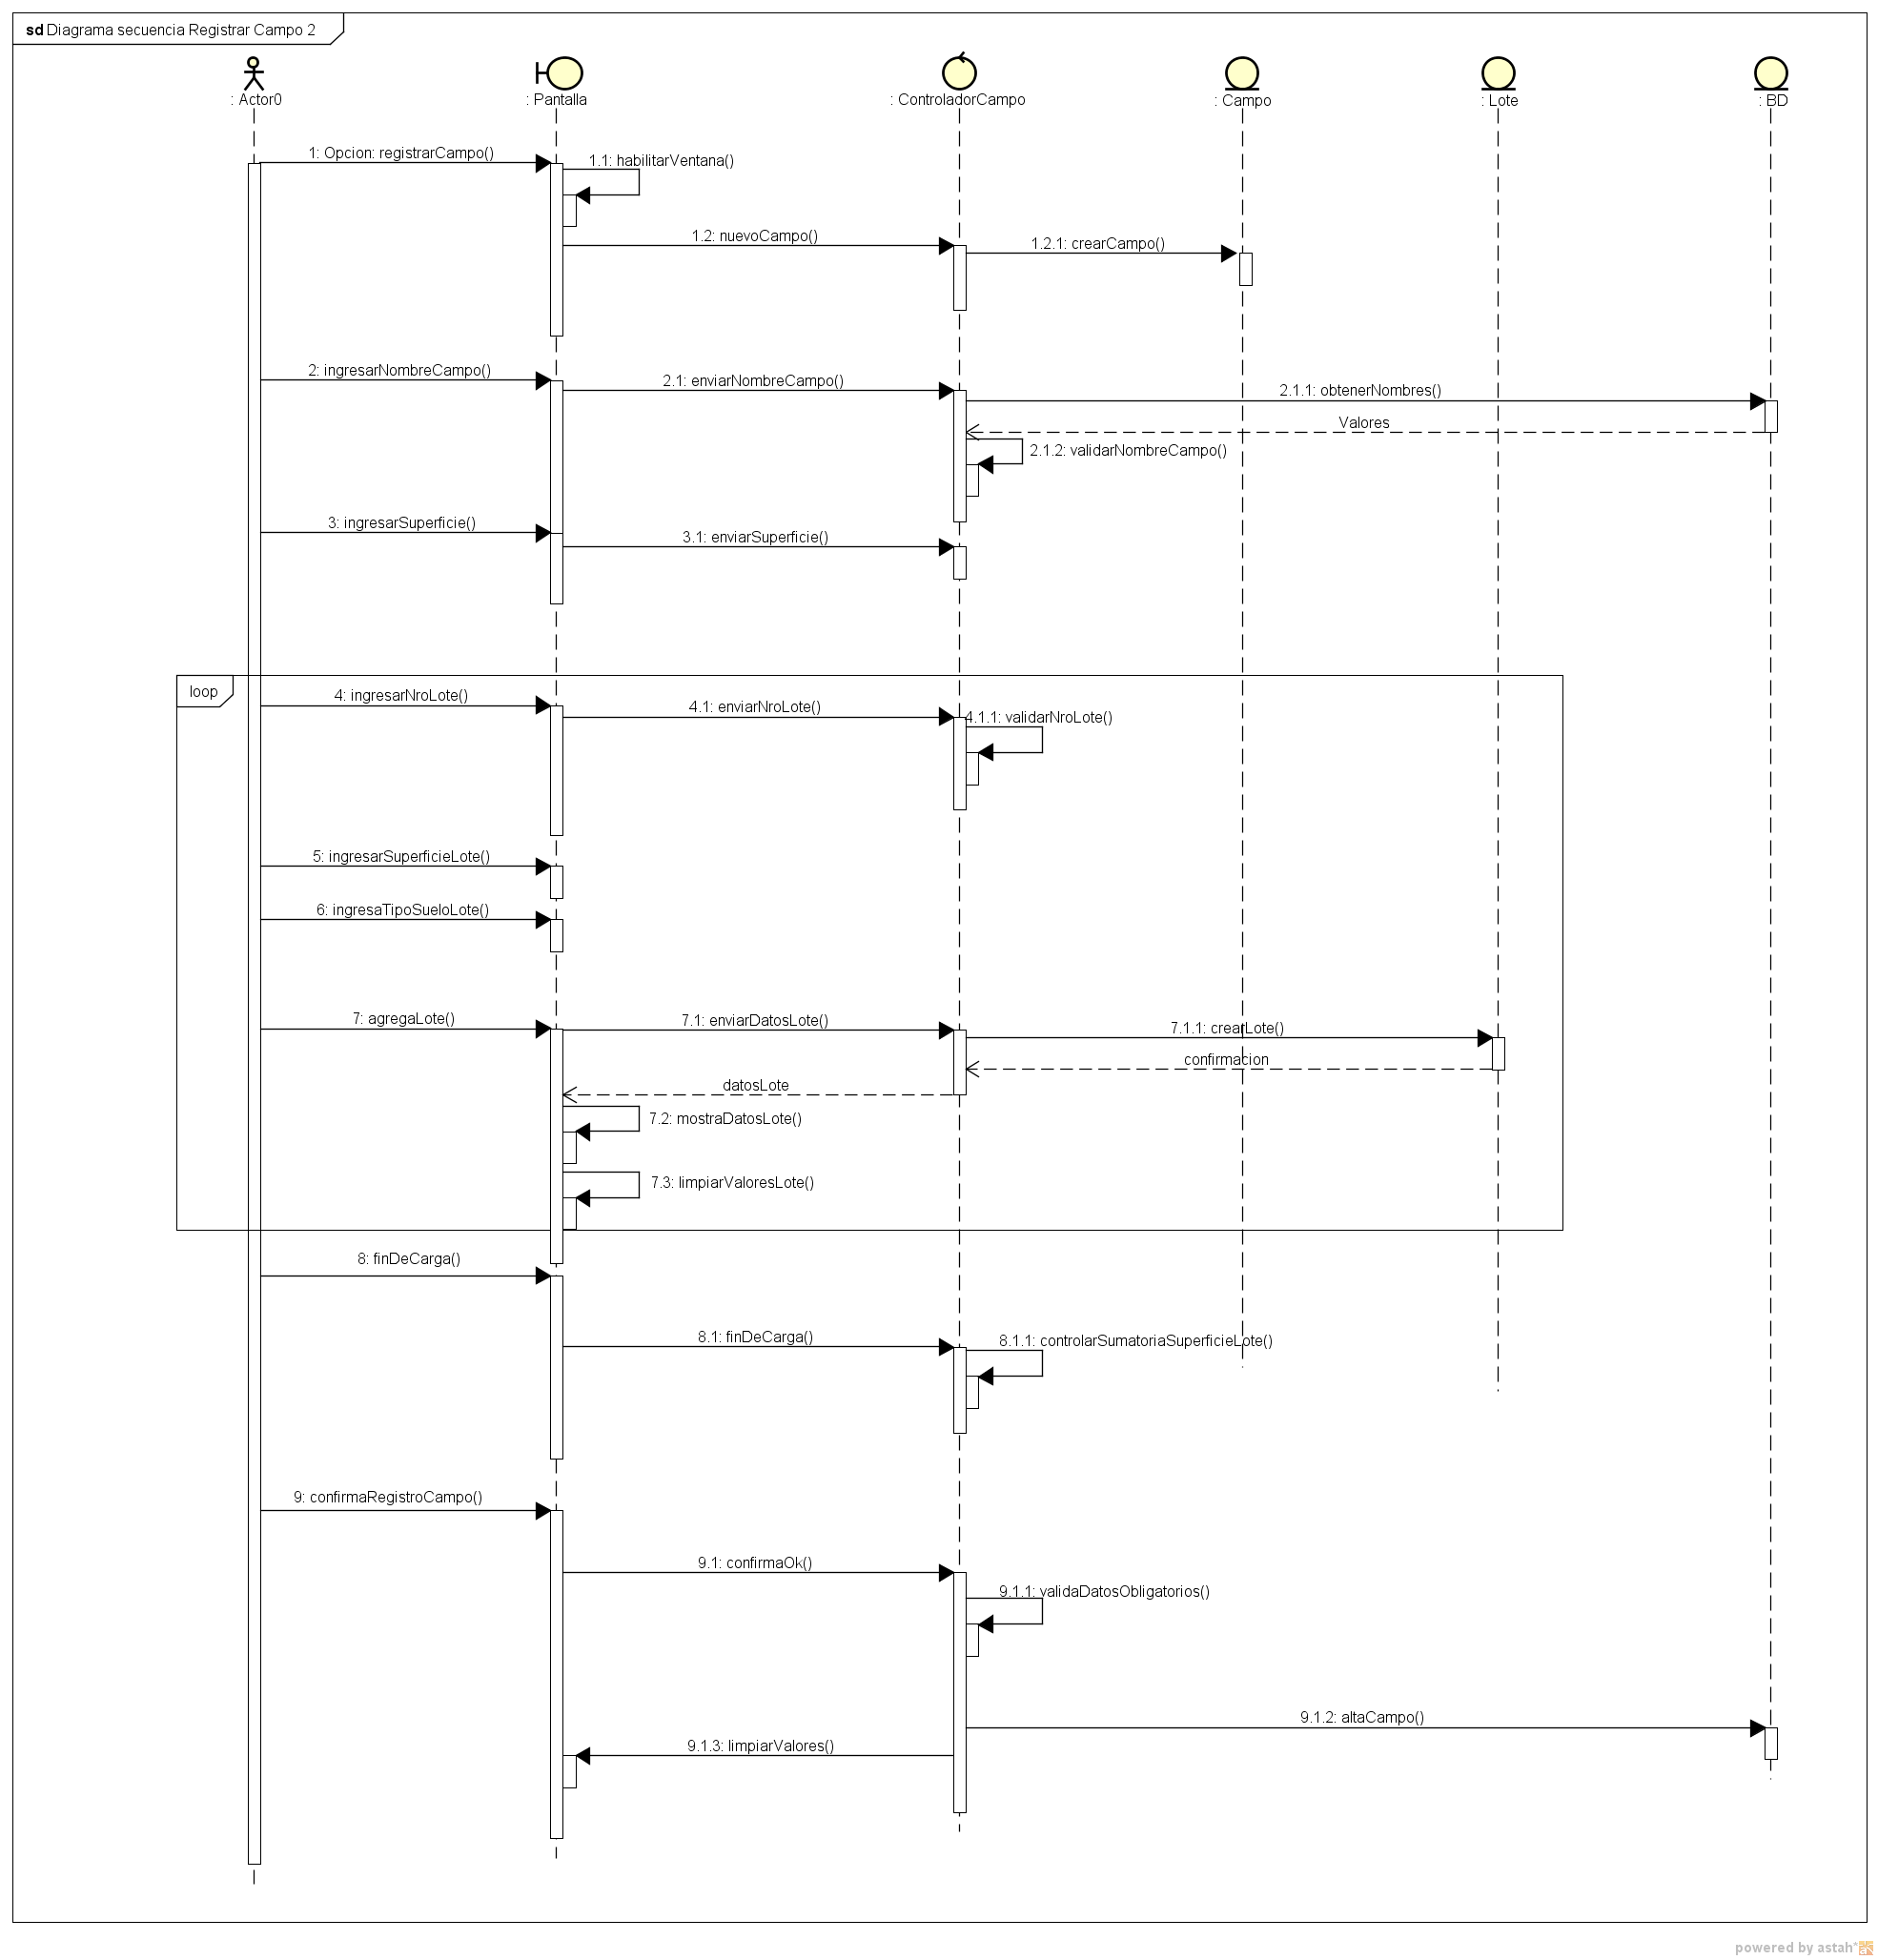 sd Diagrama secuencia Registrar Campo 2
: Actor0
: Pantalla
: ControladorCampo
: Campo
: Lote
: BD
1: Opcion: registrarCampo()
1.1: habilitarVentana()
1.2: nuevoCampo()
1.2.1: crearCampo()
2: ingresarNombreCampo()
2.1: enviarNombreCampo()
2.1.1: obtenerNombres()
Valores
2.1.2: validarNombreCampo()
3: ingresarSuperficie()
3.1: enviarSuperficie()
loop
4: ingresarNroLote()
4.1: enviarNroLote()
4.1.1: validarNroLote()
5: ingresarSuperficieLote()
6: ingresaTipoSueloLote()
7: agregaLote()
7.1: enviarDatosLote()
7.1.1: crearLote()
confirmacion
datosLote
7.2: mostraDatosLote()
7.3: limpiarValoresLote()
8: finDeCarga()
8.1: finDeCarga()
8.1.1: controlarSumatoriaSuperficieLote()
9: confirmaRegistroCampo()
9.1: confirmaOk()
9.1.1: validaDatosObligatorios()
9.1.2: altaCampo()
9.1.3: limpiarValores()
powered by astah*